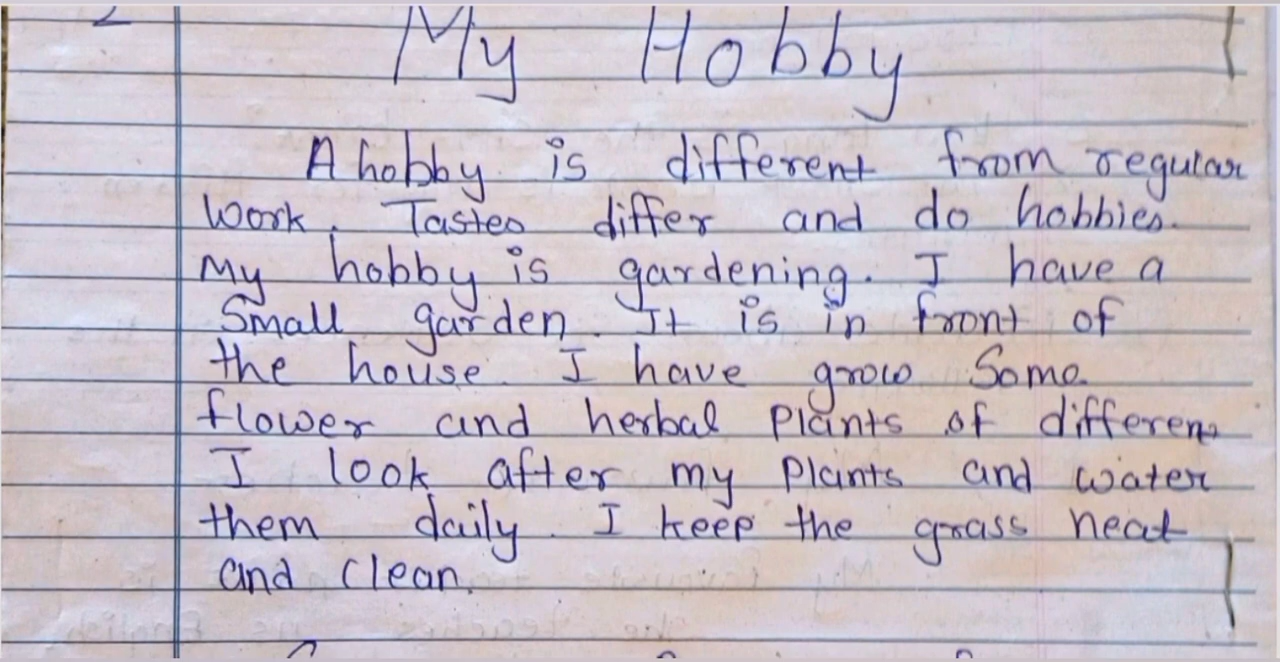 My Hobby
A hobby is different from regular
work. Tastes differ and do hobbies.
My hobby is gardening. I have a
Small garden. It is in front of
the house. I have grow Some
flower and herbal Plants of different
I look after my Plants and water
them daily. I keep the grass neat
and clean.